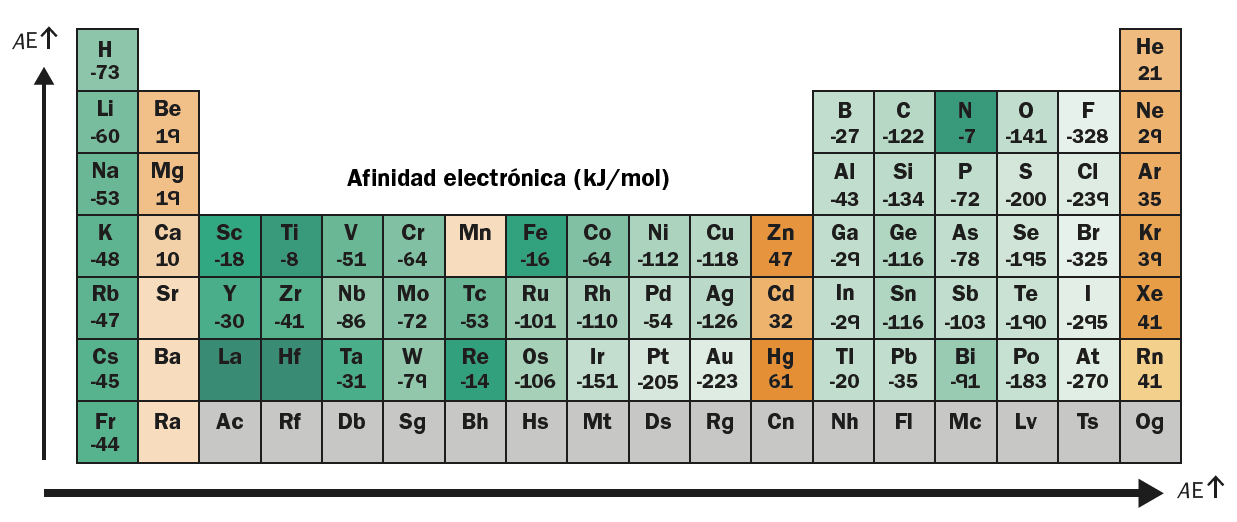 AE↑
H He
-73 21
Li Be B C N O F Ne
-60 19 -27 -122 -7 -141 -328 29
Afinidad electrónica (kJ/mol)
Na Mg Al Si P S Cl Ar
-53 19 -43 -134 -72 -200 -239 35
K Ca Sc Ti V Cr Mn Fe Co Ni Cu Zn Ga Ge As Se Br Kr
-48 10 -18 -8 -51 -64 -16 -64 -112 -118 47 -29 -116 -78 -195 -325 39
Rb Sr Y Zr Nb Mo Tc Ru Rh Pd Ag Cd In Sn Sb Te I Xe
-47 -30 -41 -86 -72 -53 -101 -110 -54 -126 32 -29 -116 -103 -190 -295 41
Cs Ba La Hf Ta W Re Os Ir Pt Au Hg Tl Pb Bi Po At Rn
-45 -31 -79 -14 -106 -151 -205 -223 61 -20 -35 -91 -183 -270 41
Fr Ra Ac Rf Db Sg Bh Hs Mt Ds Rg Cn Nh Fl Mc Lv Ts Og
-44
AE↑